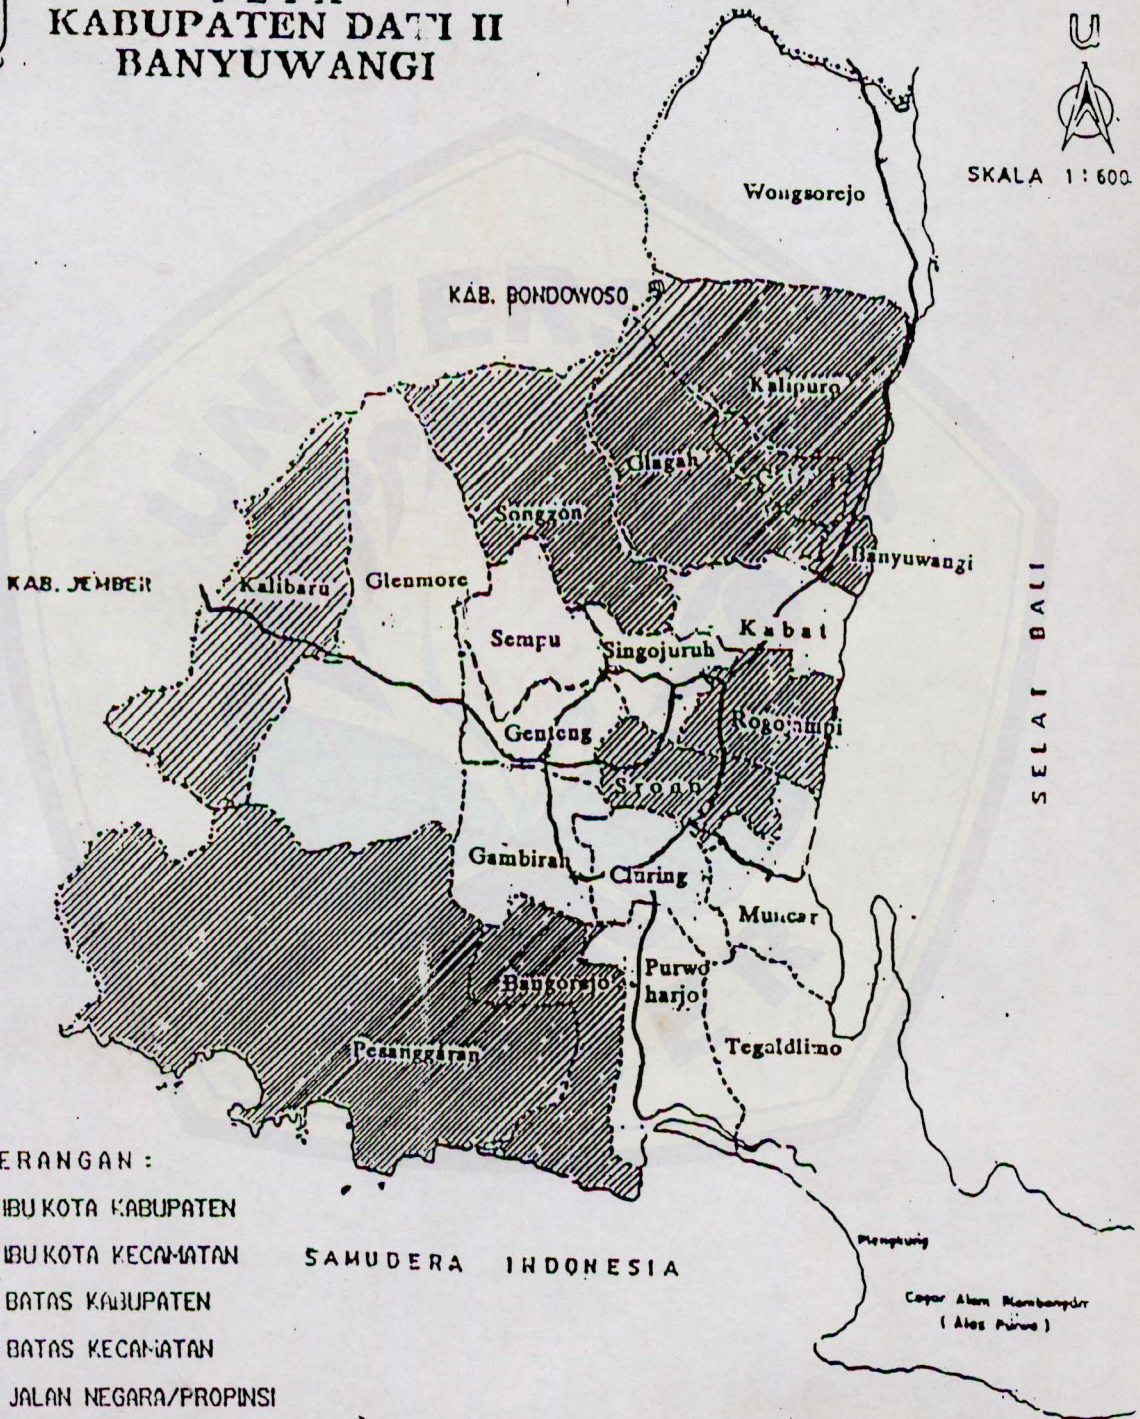 KABUPATEN DATI II
BANYUWANGI
U
SKALA 1 : 600
Wongsorejo
KAB. BONDOWOSO
Kalipuro
Glagah
Giri
Songgon
Banyuwangi
KAB. JEMBER
Kalibaru
Glenmore
SELAT BALI
Kabat
Sempu
Singojuruh
Rogojampi
Genteng
Srono
Gambiran
Cluring
Muncar
Purwo
harjo
Bangorejo
Tegaldlimo
Pesanggaran
ERANGAN :
IBU KOTA KABUPATEN
IBU KOTA KECAMATAN
BATAS KABUPATEN
BATAS KECAMATAN
JALAN NEGARA/PROPINSI
SAMUDERA INDONESIA
Plengkung
Cagar Alam
( Alas Purwo )